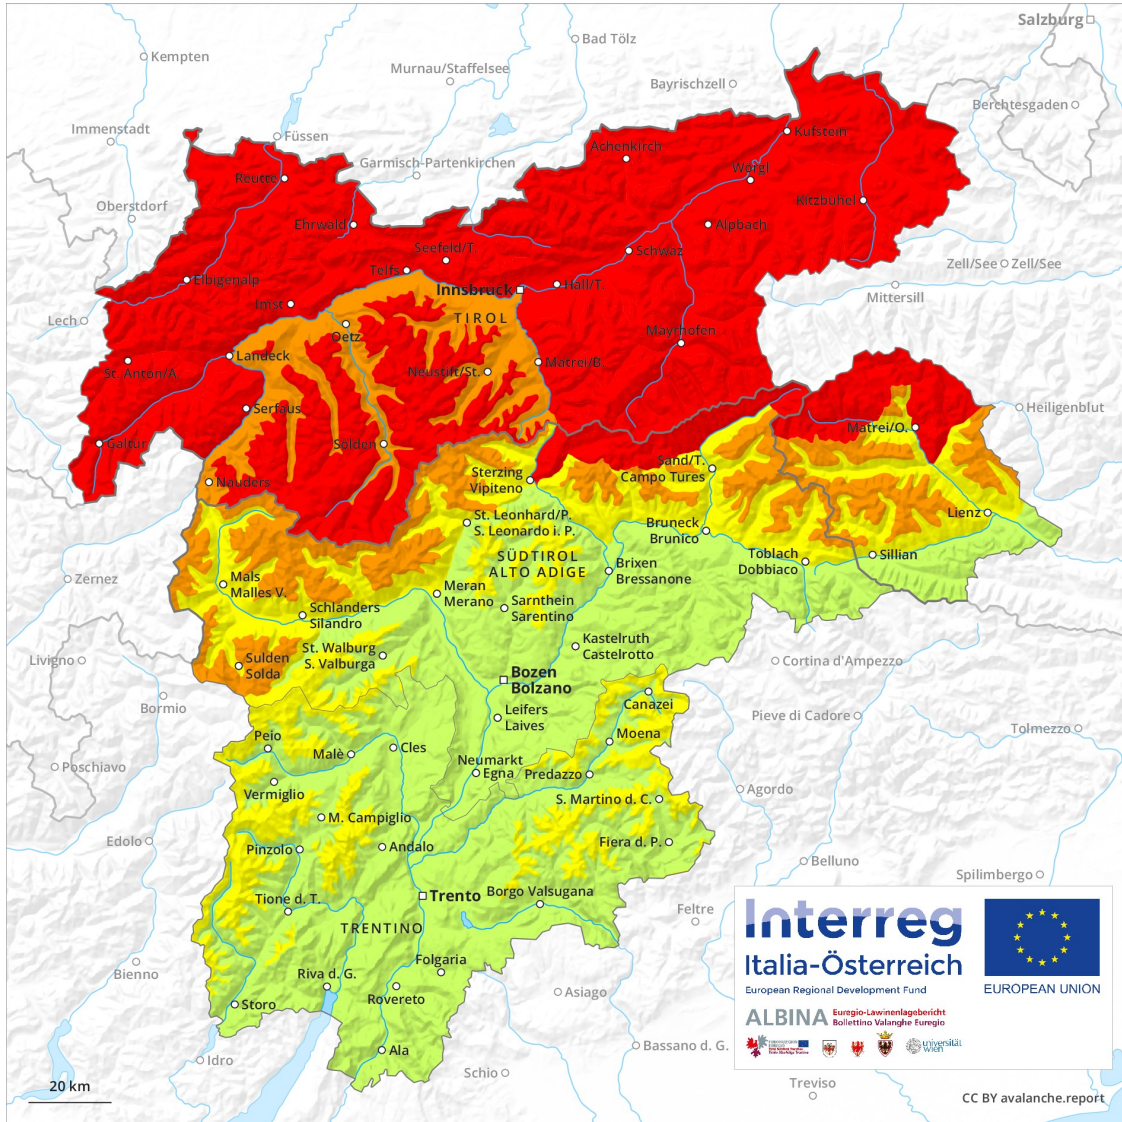 Salzburg
Bad Tölz
Kempten
Murnau/Staffelsee
Bayrischzell
Berchtesgaden
Immenstadt
Füssen
Kufstein
Achenkirch
Garmisch-Partenkirchen
Wörgl
Reutte
Oberstdorf
Kitzbühel
Ehrwald
Alpbach
Seefeld/T.
Schwaz
Telfs
Zell/See
Zell/See
Elbigenalp
Innsbruck
Hall/T.
Mittersill
Imst
TIROL
Lech
Mayrhofen
Oetz
Landeck
Matrei/B.
St. Anton/A.
Neustift/St.
Serfaus
Heiligenblut
Galtür
Sölden
Matrei/O.
Sand/T.
Campo Tures
Nauders
Sterzing
Vipiteno
Lienz
St. Leonhard/P.
S. Leonardo i. P.
Bruneck
Brunico
SÜDTIROL
ALTO ADIGE
Toblach
Dobbiaco
Sillian
Brixen
Bressanone
Zernez
Mals
Malles V.
Meran
Merano
Sarnthein
Sarentino
Schlanders
Silandro
Kastelruth
Castelrotto
St. Walburg
S. Valburga
Livigno
Sulden
Solda
Cortina d'Ampezzo
Bozen
Bolzano
Bormio
Canazei
Leifers
Laives
Pieve di Cadore
Tolmezzo
Peio
Moena
Malè
Cles
Neumarkt
Egna
Predazzo
Poschiavo
Vermiglio
Agordo
S. Martino d. C.
M. Campiglio
Edolo
Pinzolo
Andalo
Fiera d. P.
Belluno
Spilimbergo
Trento
Borgo Valsugana
Tione d. T.
Feltre
TRENTINO
Folgaria
Bienno
Riva d. G.
Rovereto
Asiago
Storo
Ala
Bassano d. G.
Idro
Schio
Treviso
20 km
Interreg
Italia-Österreich
European Regional Development Fund
EUROPEAN UNION
ALBINA
Euregio-Lawinenlagebericht
Bollettino Valanghe Euregio
universität
wien
CC BY avalanche.report